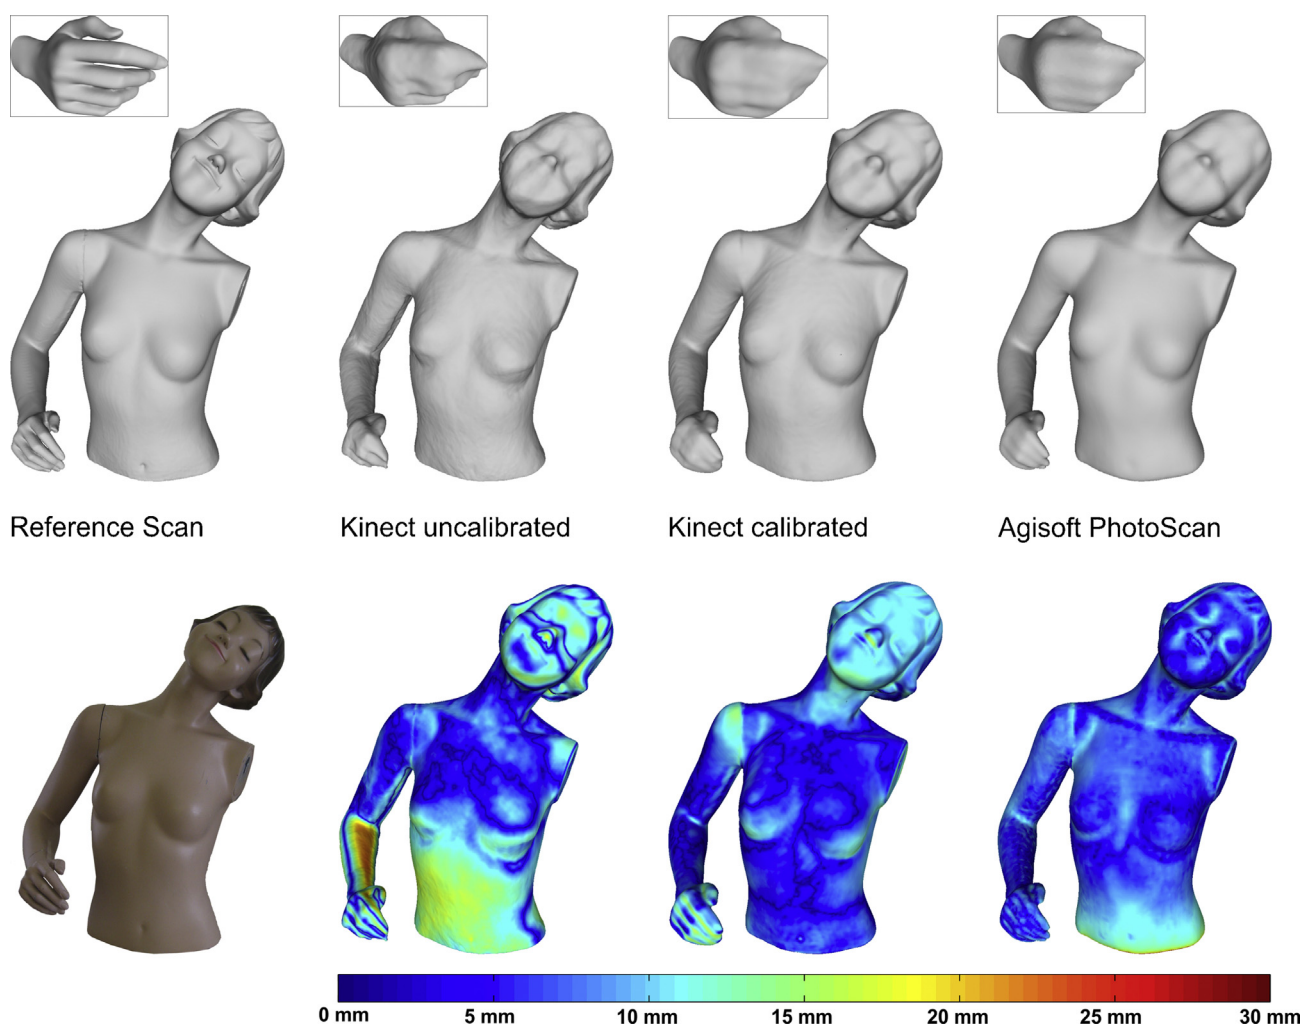 Reference Scan
Kinect uncalibrated
Kinect calibrated
Agisoft PhotoScan
0 mm
5 mm
10 mm
15 mm
20 mm
25 mm
30 mm